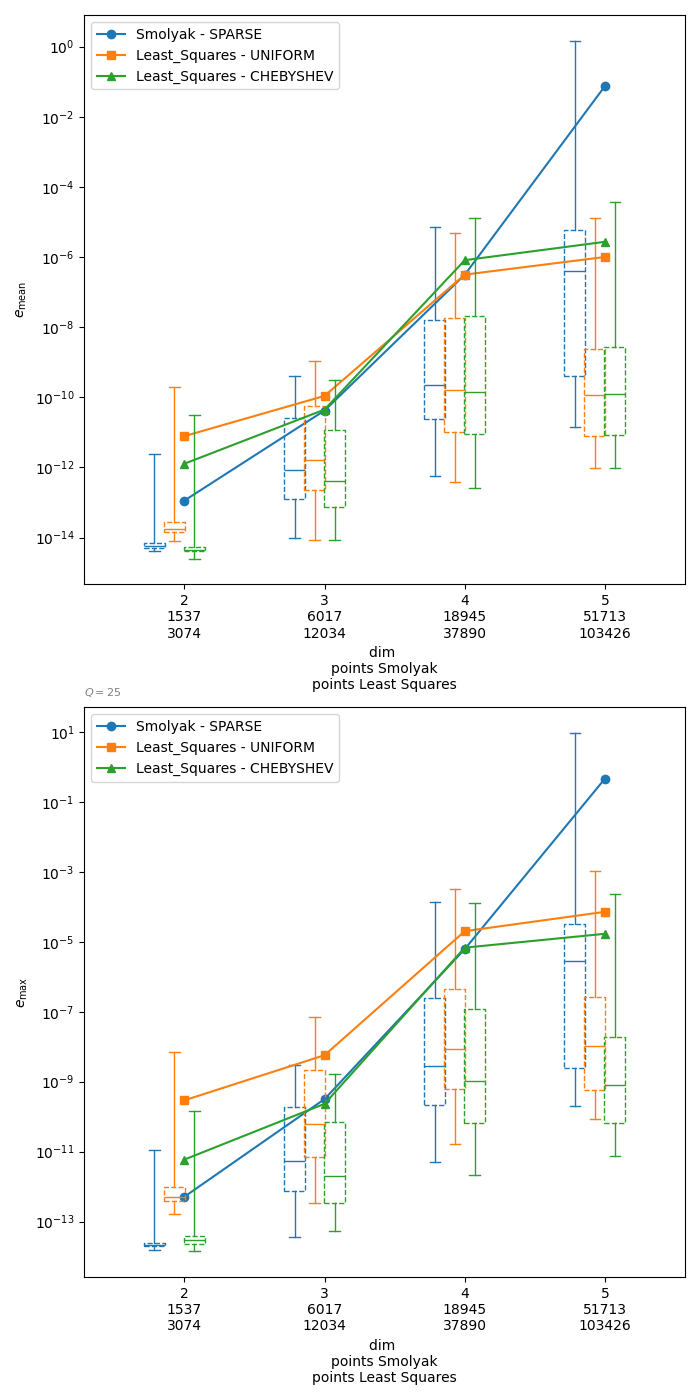 Smolyak - SPARSE
Least_Squares - UNIFORM
Least_Squares - CHEBYSHEV
10^0
10^-2
10^-4
10^-6
10^-8
10^-10
10^-12
10^-14
e_mean
2 3 4 5
1537 6017 18945 51713
3074 12034 37890 103426
dim
points Smolyak
points Least Squares
Q = 25
Smolyak - SPARSE
Least_Squares - UNIFORM
Least_Squares - CHEBYSHEV
10^1
10^-1
10^-3
10^-5
10^-7
10^-9
10^-11
10^-13
e_max
2 3 4 5
1537 6017 18945 51713
3074 12034 37890 103426
dim
points Smolyak
points Least Squares